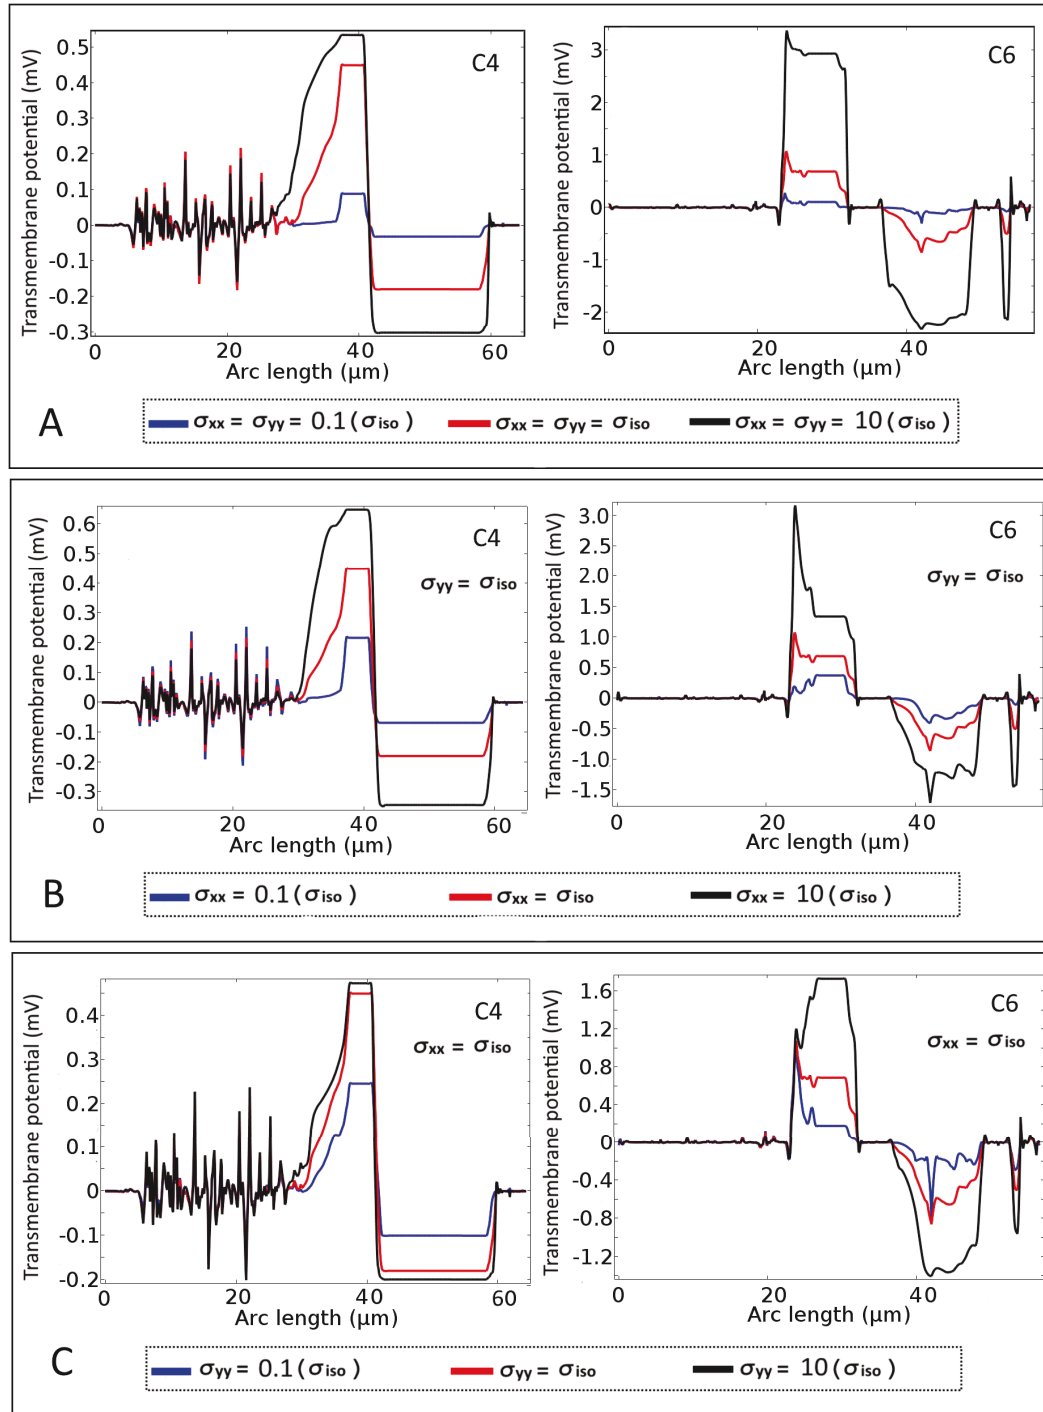 Transmembrane potential (mV)
0.5
0.4
0.3
0.2
0.1
0
-0.1
-0.2
-0.3
C4
0 20 40 60
Arc length (μm)
Transmembrane potential (mV)
3
2
1
0
-1
-2
C6
0 20 40
Arc length (μm)
A
σxx = σyy = 0.1 (σiso)
σxx = σyy = σiso
σxx = σyy = 10 (σiso)
Transmembrane potential (mV)
0.6
0.5
0.4
0.3
0.2
0.1
0
-0.1
-0.2
-0.3
C4
σyy = σiso
0 20 40 60
Arc length (μm)
Transmembrane potential (mV)
3.0
2.5
2.0
1.5
1.0
0.5
0
-0.5
-1.0
-1.5
C6
σyy = σiso
0 20 40
Arc length (μm)
B
σxx = 0.1 (σiso)
σxx = σiso
σxx = 10 (σiso)
Transmembrane potential (mV)
0.4
0.3
0.2
0.1
0
-0.1
-0.2
C4
σxx = σiso
0 20 40 60
Arc length (μm)
Transmembrane potential (mV)
1.6
1.2
0.8
0.4
0
-0.4
-0.8
-1.2
C6
σxx = σiso
0 20 40
Arc length (μm)
C
σyy = 0.1 (σiso)
σyy = σiso
σyy = 10 (σiso)